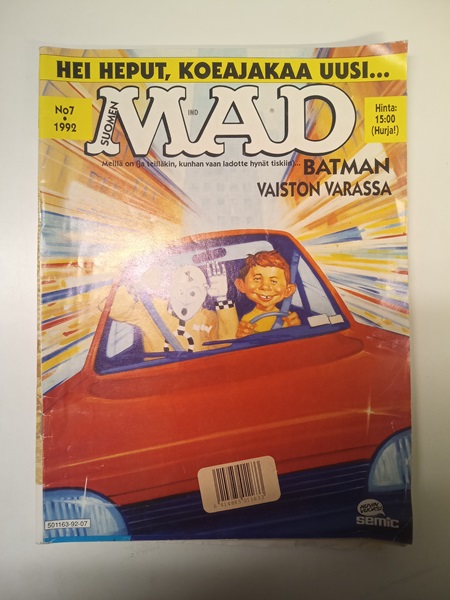 HEI HEPUT, KOEAJAKAA UUSI...
No7
•
1992
SUOMEN
MAD
IND
®
Hinta:
15:00
(Hurja!)
Meillä on (ja teilläkin, kunhan vaan ladotte hynät tiskiin)...
BATMAN
VAISTON VARASSA
501163-92-07
semic